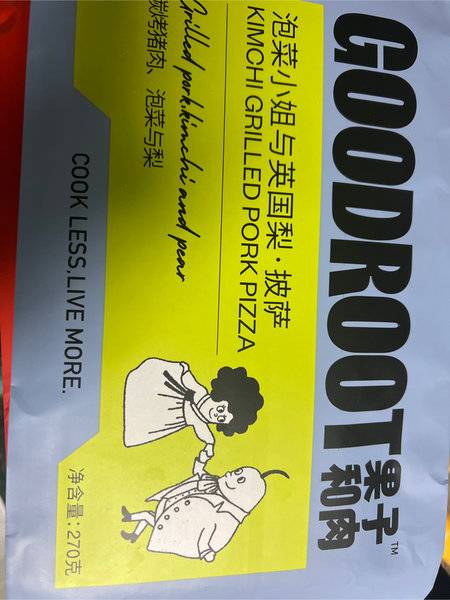 GOODROOT
果子
和肉™
泡菜小姐与英国梨·披萨
KIMCHI GRILLED PORK PIZZA
Grilled pork,kimchi and pear
炭烤猪肉、泡菜与梨
COOK LESS,LIVE MORE.
净含量:270克